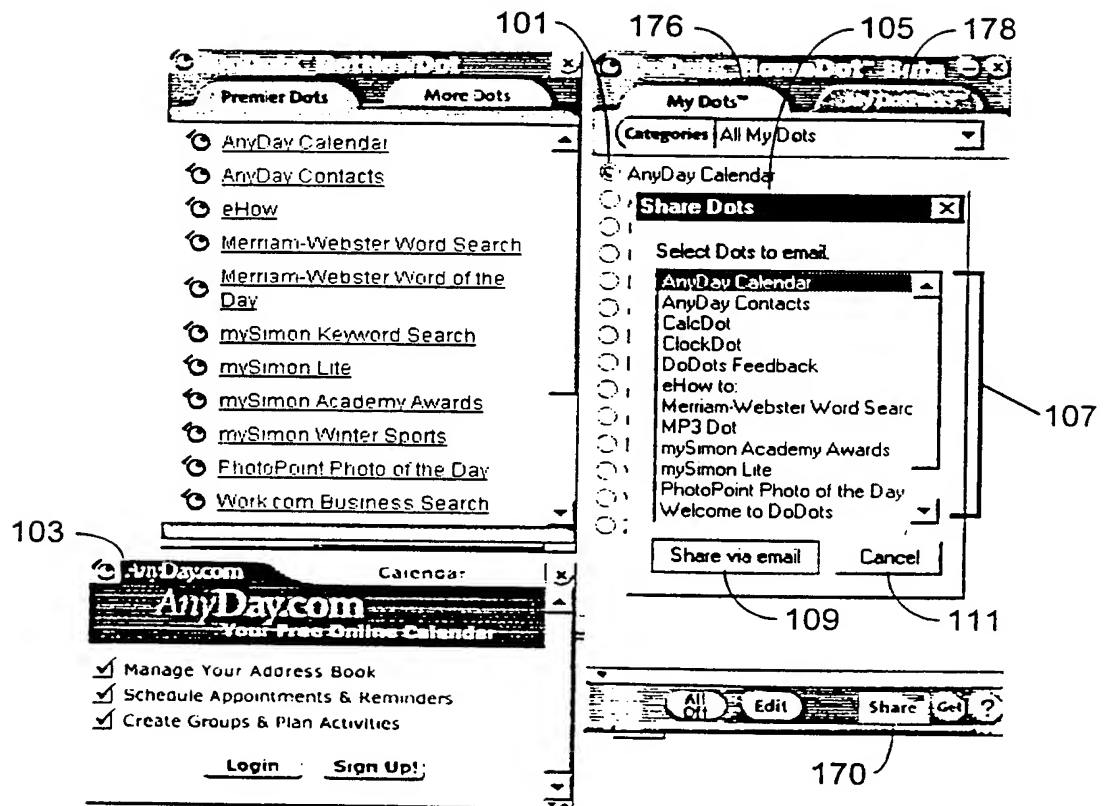 101
176
105
178
Premier Dots
More Dots
AnyDay Calendar
AnyDay Contacts
eHow
Merriam-Webster Word Search
Merriam-Webster Word of the
Day
mySimon Keyword Search
mySimon Lite
mySimon Academy Awards
mySimon Winter Sports
PhotoPoint Photo of the Day
Work.com Business Search
HomeDot™ Beta
My Dots™
Categories
All My Dots
AnyDay Calendar
Share Dots
Select Dots to email.
AnyDay Calendar
AnyDay Contacts
CalcDot
ClockDot
DoDots Feedback
eHow to:
Merriam-Webster Word Searc
MP3 Dot
mySimon Academy Awards
mySimon Lite
PhotoPoint Photo of the Day
Welcome to DoDots
107
Share via email
Cancel
109
111
103
AnyDay.com
Calendar
AnyDay.com
Your Free Online Calendar
Manage Your Address Book
Schedule Appointments & Reminders
Create Groups & Plan Activities
Login
Sign Up!
All Off
Edit
Share
Get
?
170